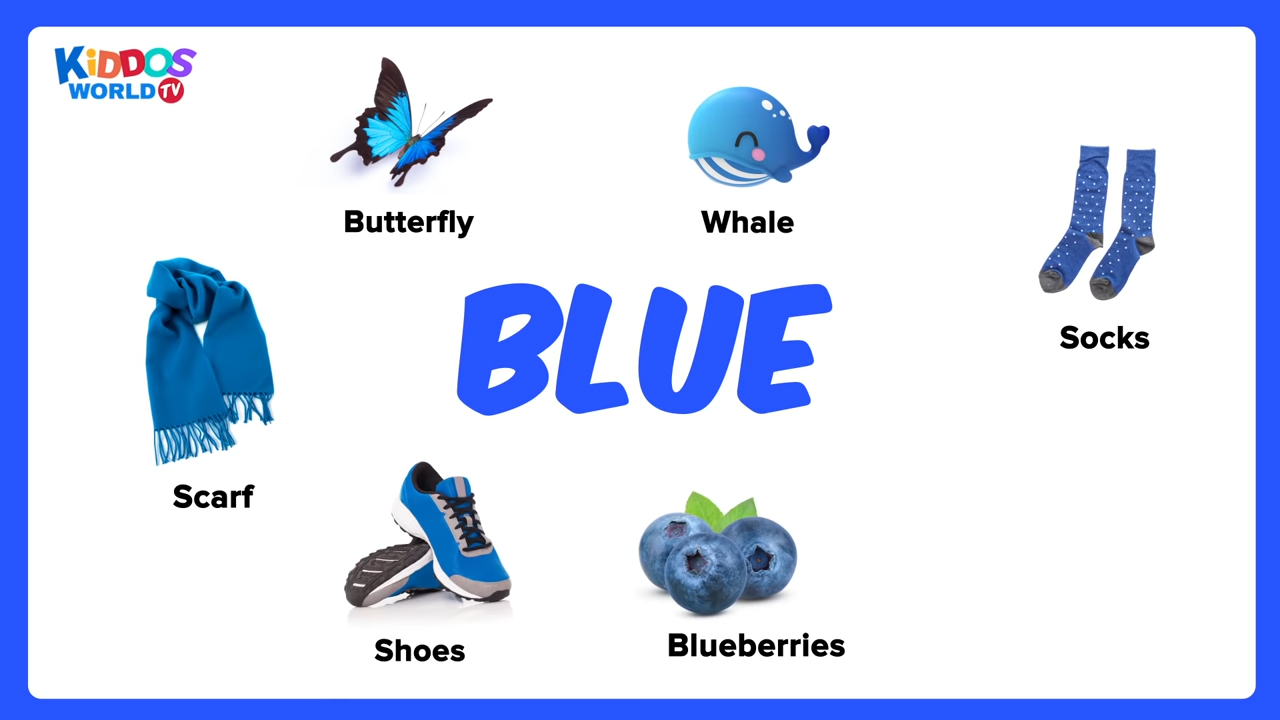 KiDDOS
WORLD TV
Butterfly
Whale
Socks
BLUE
Scarf
Shoes
Blueberries